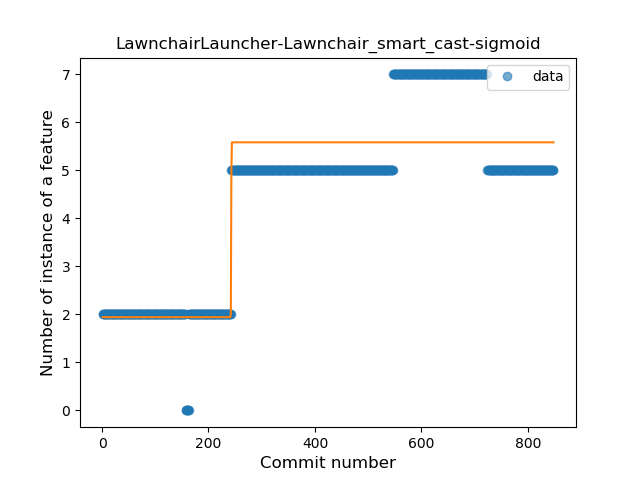 LawnchairLauncher-Lawnchair_smart_cast-sigmoid
data
Number of instance of a feature
7
6
5
4
3
2
1
0
0 200 400 600 800
Commit number